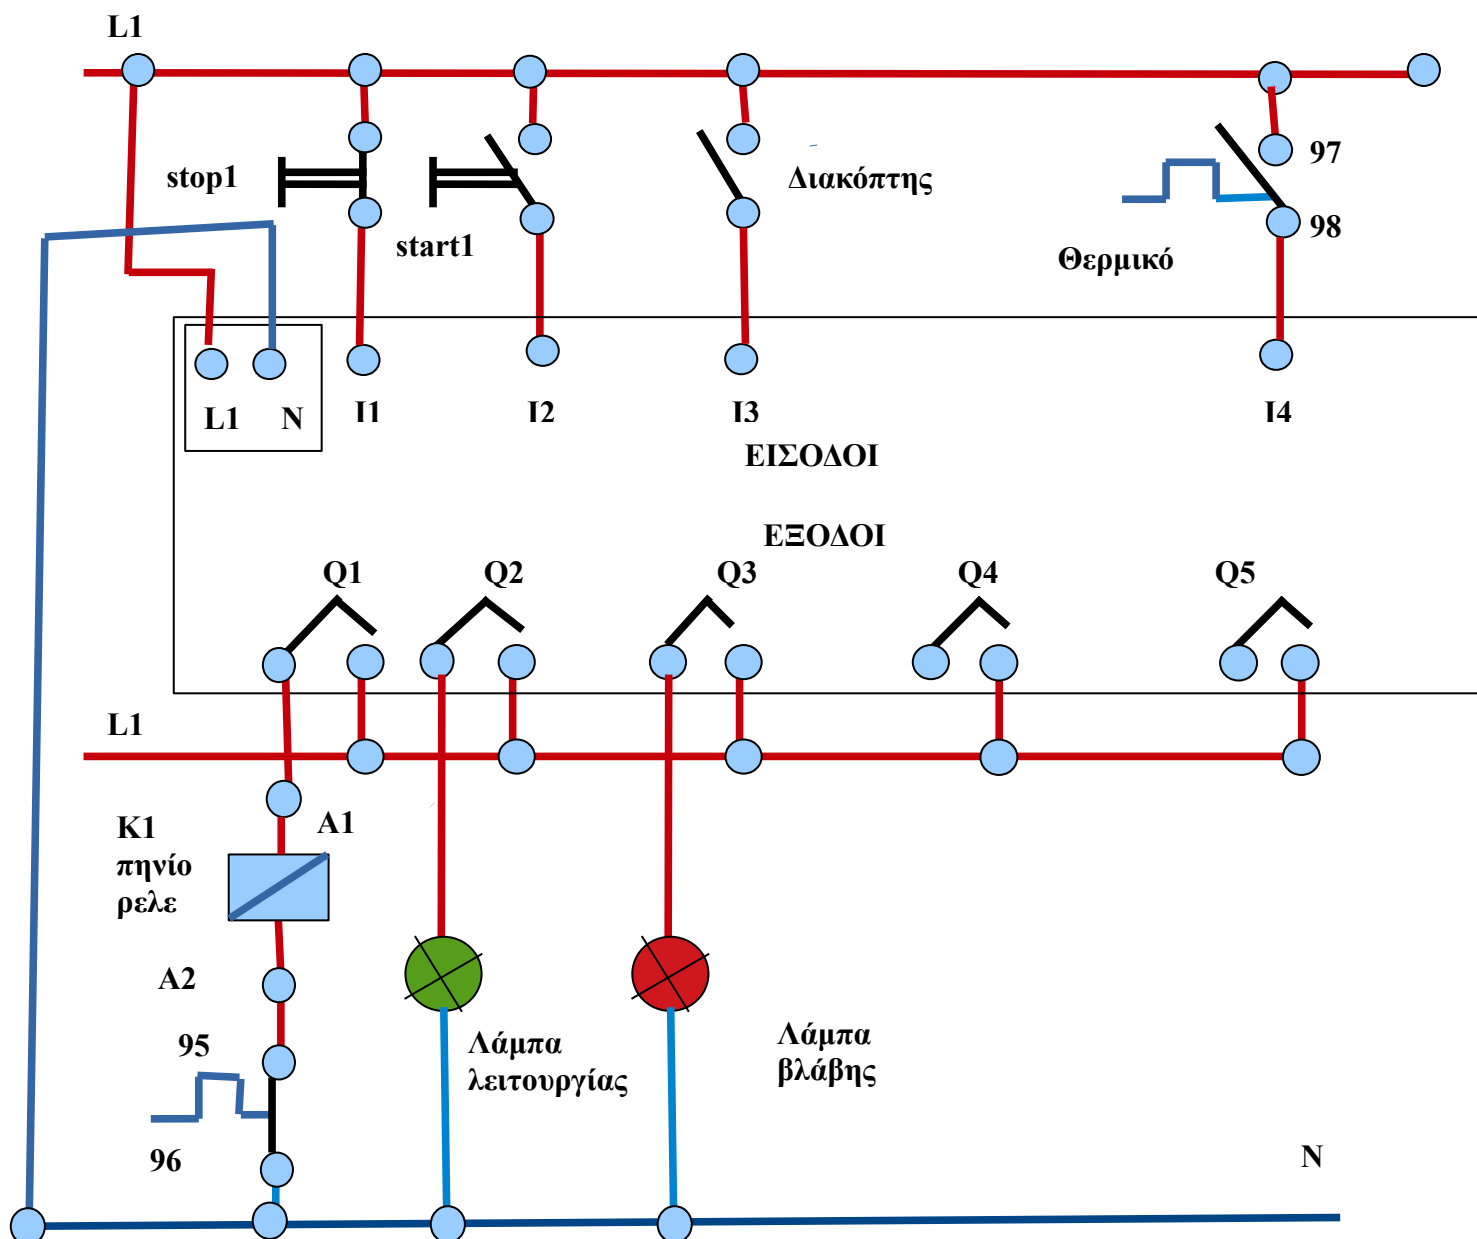 L1
stop1
start1
Διακόπτης
97
98
Θερμικό
L1 N I1 I2 I3 I4
ΕΙΣΟΔΟΙ
ΕΞΟΔΟΙ
Q1 Q2 Q3 Q4 Q5
L1
K1
πηνίο
ρελε
A1
A2
95
96
Λάμπα
λειτουργίας
Λάμπα
βλάβης
N